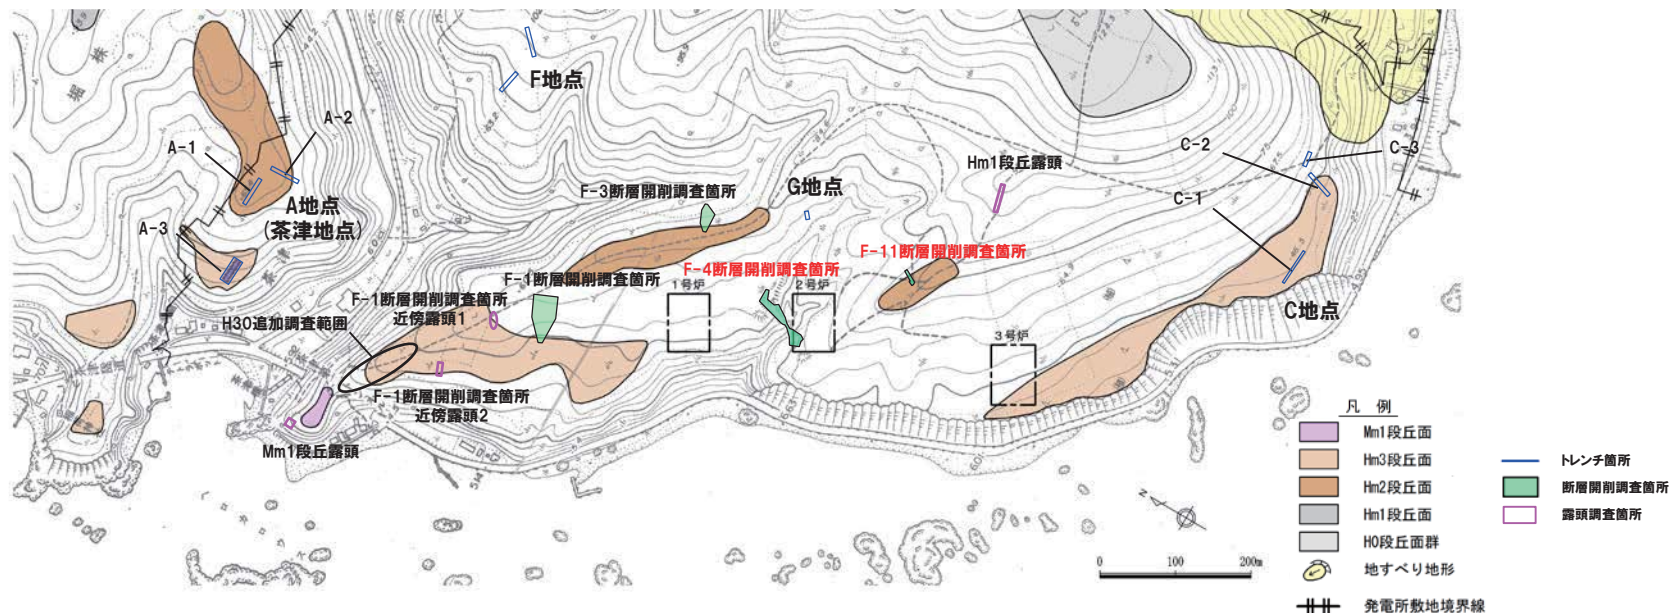 堀株
F地点
A-2
A-1
A地点
(茶津地点)
A-3
茶津
F-3断層開削調査箇所
G地点
Hm1段丘露頭
C-2
C-3
C-1
C地点
F-11断層開削調査箇所
F-4断層開削調査箇所
F-1断層開削調査箇所
F-1断層開削調査箇所
近傍露頭1
H30追加調査範囲
1号炉
2号炉
3号炉
F-1断層開削調査箇所
近傍露頭2
Mm1段丘露頭
N
0 100 200m
凡 例
Mm1段丘面
Hm3段丘面
Hm2段丘面
Hm1段丘面
H0段丘面群
地すべり地形
発電所敷地境界線
トレンチ箇所
断層開削調査箇所
露頭調査箇所